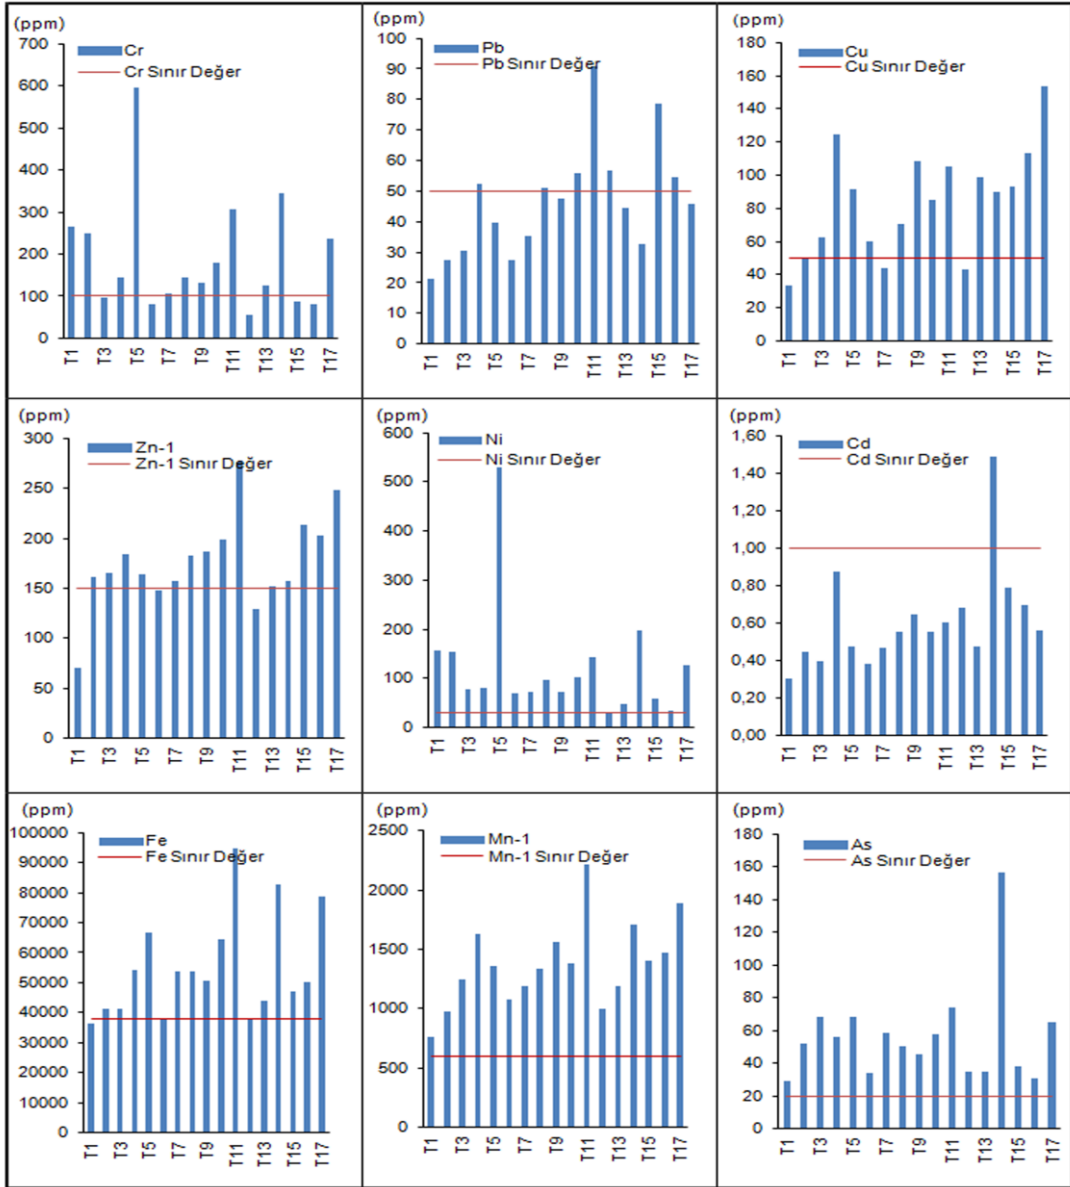 (ppm)
Cr
Cr Sınır Değer
700
600
500
400
300
200
100
0
T1 T3 T5 T7 T9 T11 T13 T15 T17
(ppm)
Pb
Pb Sınır Değer
100
90
80
70
60
50
40
30
20
10
0
T1 T3 T5 T7 T9 T11 T13 T15 T17
(ppm)
Cu
Cu Sınır Değer
180
160
140
120
100
80
60
40
20
0
T1 T3 T5 T7 T9 T11 T13 T15 T17
(ppm)
Zn-1
Zn-1 Sınır Değer
300
250
200
150
100
50
0
T1 T3 T5 T7 T9 T11 T13 T15 T17
(ppm)
Ni
Ni Sınır Değer
600
500
400
300
200
100
0
T1 T3 T5 T7 T9 T11 T13 T15 T17
(ppm)
Cd
Cd Sınır Değer
1,60
1,40
1,20
1,00
0,80
0,60
0,40
0,20
0,00
T1 T3 T5 T7 T9 T11 T13 T15 T17
(ppm)
Fe
Fe Sınır Değer
100000
90000
80000
70000
60000
50000
40000
30000
20000
10000
0
T1 T3 T5 T7 T9 T11 T13 T15 T17
(ppm)
Mn-1
Mn-1 Sınır Değer
2500
2000
1500
1000
500
0
T1 T3 T5 T7 T9 T11 T13 T15 T17
(ppm)
As
As Sınır Değer
180
160
140
120
100
80
60
40
20
0
T1 T3 T5 T7 T9 T11 T13 T15 T17